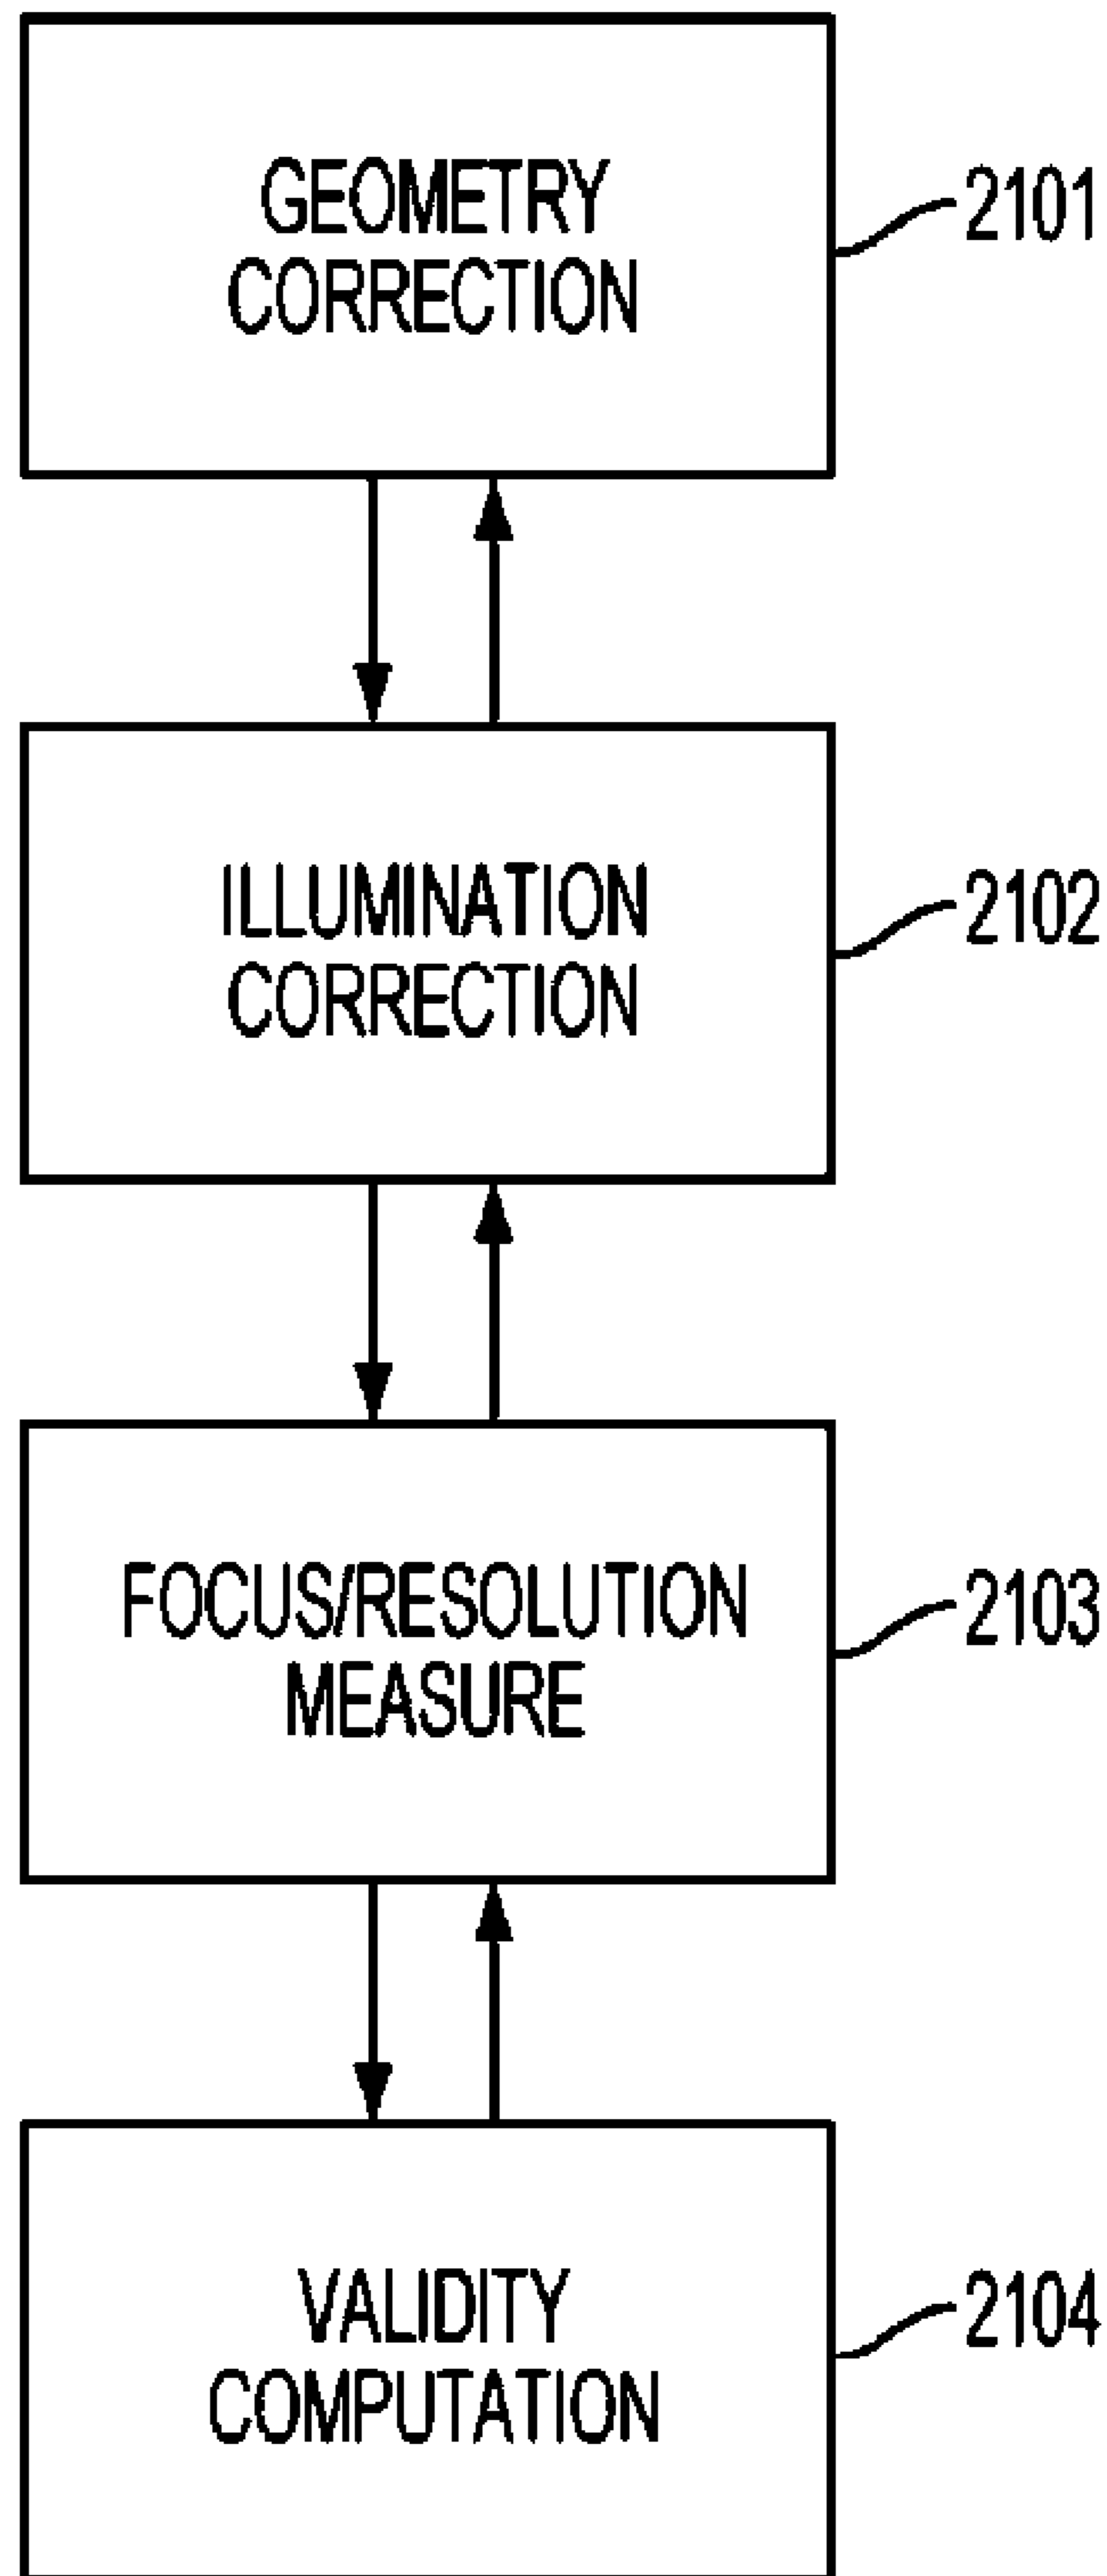 GEOMETRY
CORRECTION
2101
ILLUMINATION
CORRECTION
2102
FOCUS/RESOLUTION
MEASURE
2103
VALIDITY
COMPUTATION
2104